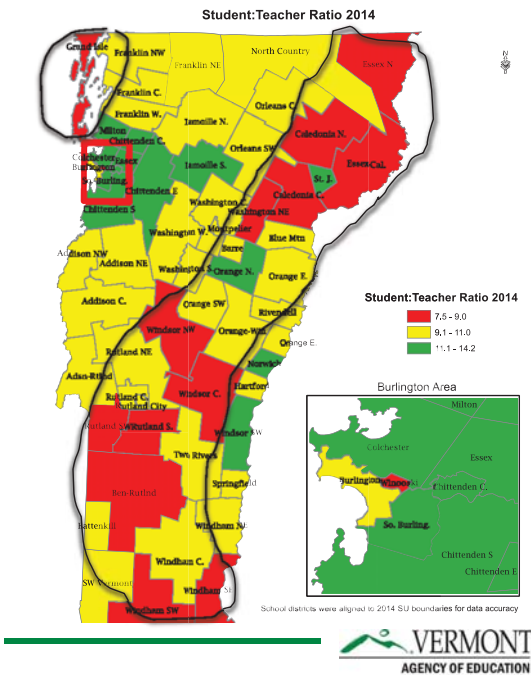 Student:Teacher Ratio 2014
Grand Isle
Franklin NW
North Country
Franklin NE
Essex N
N
Franklin C.
Orleans C.
Franklin W.
Lamoille N.
Milton
Caledonia N.
Chittenden C.
Orleans SW
Colchester
Essex
Burlington
Lamoille S.
Essex Cal.
So. Burling.
St. J.
Chittenden E
Caledonia C.
Washington C.
Chittenden S
Washington NE
Montpelier
Washington W.
Blue Mtn
Barre
Addison NW
Addison NE
Washington S.
Orange N.
Orange E.
Addison C.
Orange SW
Rivendell
Windsor NW
Orange-Win.
Orange E.
Rutland NE
Norwich
Addsn-Rtlnd
Windsor C.
Hartford
Rutland C.
Rutland City
Rutland S.
Windsor SW
Two Rivers
Ben-Rutlnd
Springfield
Battenkill
Windham NE
Windham C.
SW Vermont
Windham SE
Windham SW
Student:Teacher Ratio 2014
7.5 - 9.0
9.1 - 11.0
11.1 - 14.2
Burlington Area
Milton
Colchester
Essex
Burlington
Winooski
Chittenden C.
So. Burling.
Chittenden S
Chittenden E
School districts were aligned to 2014 SU boundaries for data accuracy
VERMONT
AGENCY OF EDUCATION